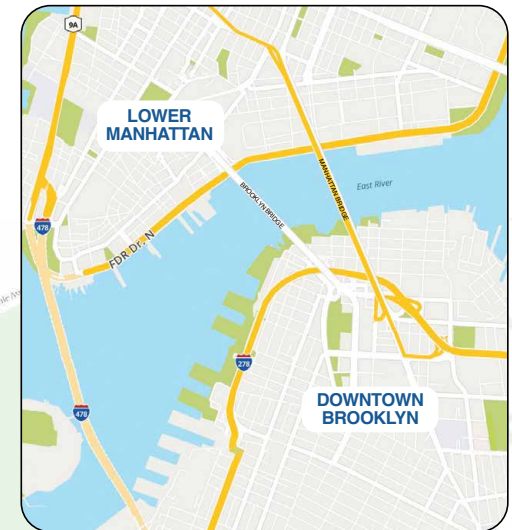 9A
LOWER
MANHATTAN
MANHATTAN BRIDGE
East River
BROOKLYN BRIDGE
478
FDR Dr. N
278
DOWNTOWN
BROOKLYN
478